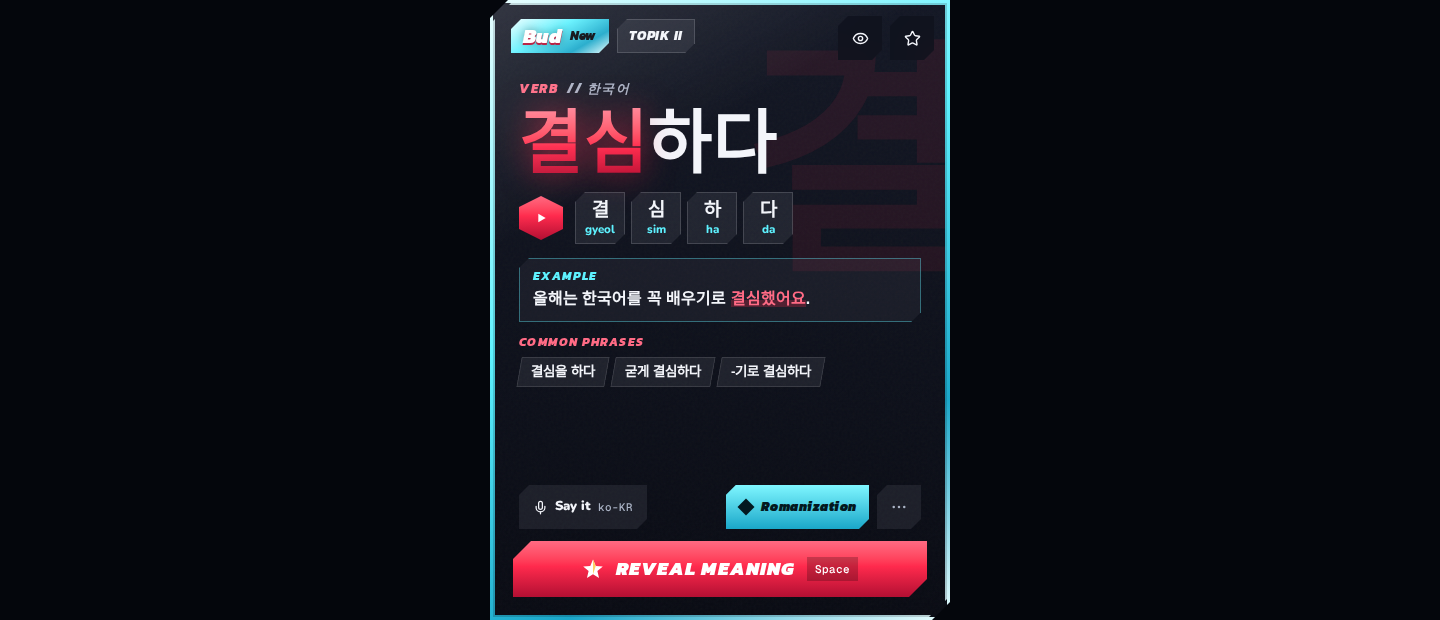 Bud New TOPIK II
VERB // 한국어
결심하다
결 심 하 다
gyeol sim ha da
EXAMPLE
올해는 한국어를 꼭 배우기로 결심했어요.
COMMON PHRASES
결심을 하다 굳게 결심하다 -기로 결심하다
Say it ko-KR Romanization ···
REVEAL MEANING Space
결